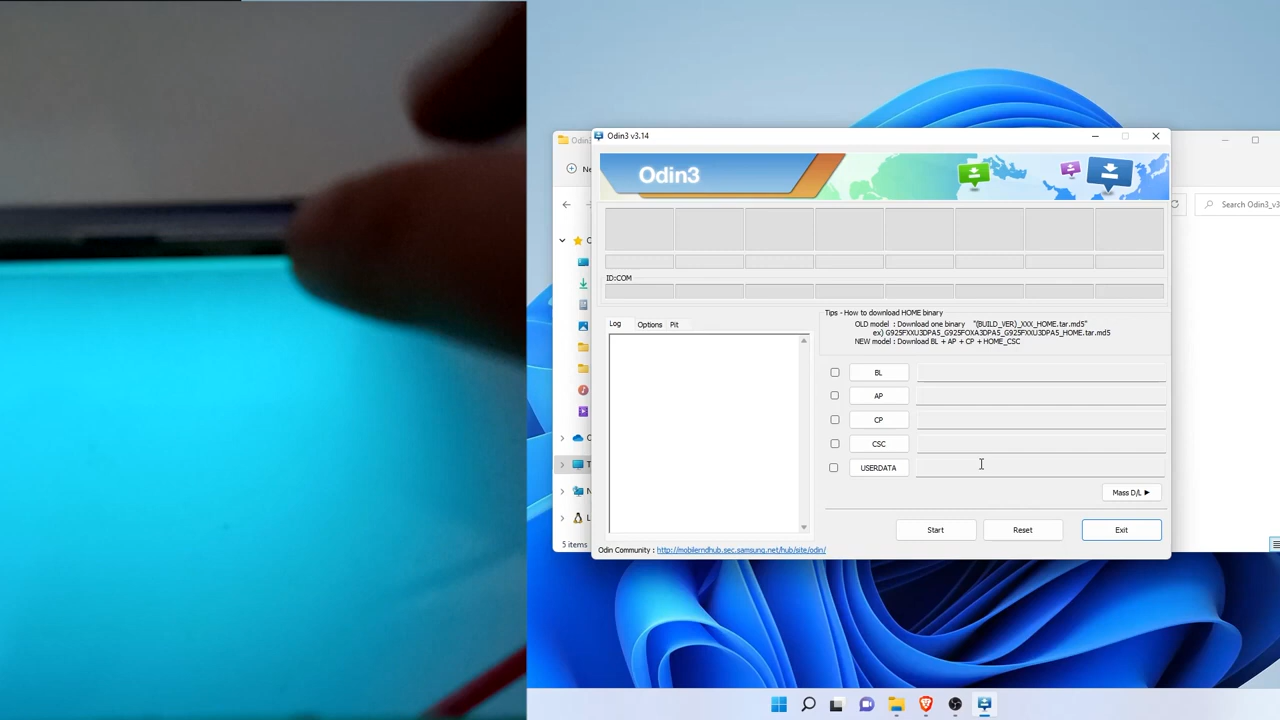 Odin3
Ne
Odin3 v3.14
Odin3
Search Odin3_v3
ID:COM
Log
Options
Pit
Tips - How to download HOME binary
OLD model : Download one binary "(BUILD_VER)_XXX_HOME.tar.md5"
ex) G925FXXU3DPA5_G925FOXA3DPA5_G925FXXU3DPA5_HOME.tar.md5
NEW model : Download BL + AP + CP + HOME_CSC
BL
AP
CP
CSC
USERDATA
Mass D/L ►
Start
Reset
Exit
Odin Community : http://mobilerndhub.sec.samsung.net/hub/site/odin/
5 items